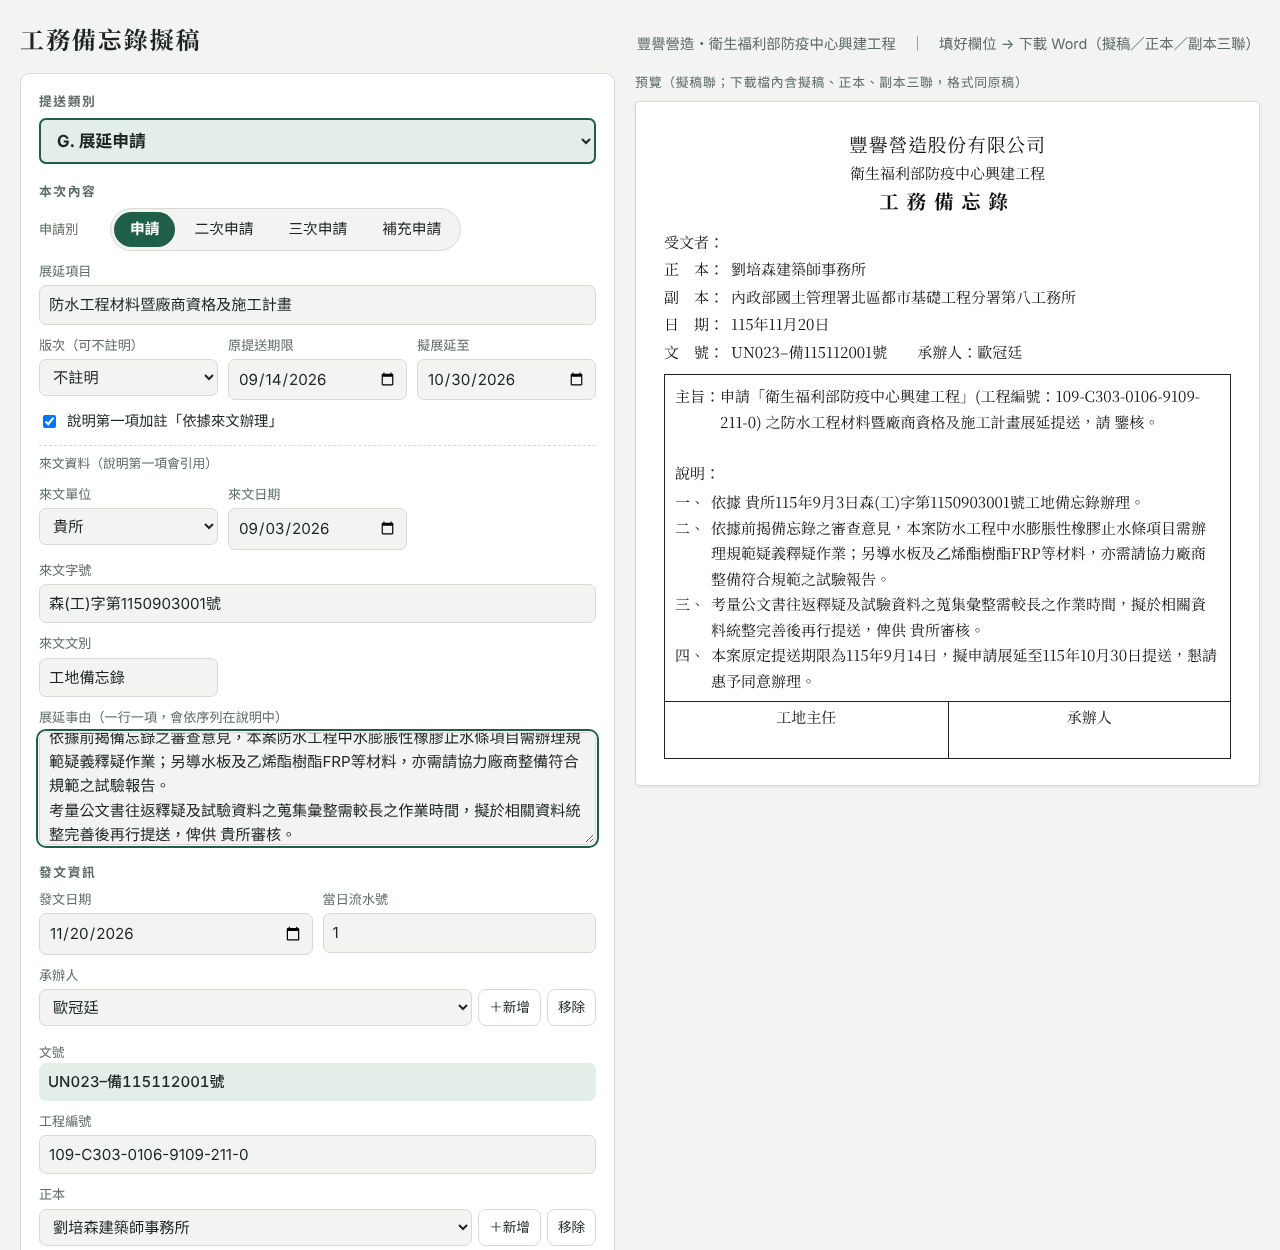 工務備忘錄擬稿
豐譽營造・衛生福利部防疫中心興建工程 ｜ 填好欄位 → 下載 Word（擬稿／正本／副本三聯）
提送類別
G. 展延申請
本次內容
申請別 申請 二次申請 三次申請 補充申請
展延項目
防水工程材料暨廠商資格及施工計畫
版次（可不註明） 原提送期限 擬展延至
不註明 09/14/2026 10/30/2026
說明第一項加註「依據來文辦理」
來文資料（說明第一項會引用）
來文單位 來文日期
貴所 09/03/2026
來文字號
森(工)字第1150903001號
來文文別
工地備忘錄
展延事由（一行一項，會依序列在說明中）
依據前揭備忘錄之審查意見，本案防水工程中水膨脹性橡膠止水條項目需辦理規
範疑義釋疑作業；另導水板及乙烯酯樹酯FRP等材料，亦需請協力廠商整備符合
規範之試驗報告。
考量公文書往返釋疑及試驗資料之蒐集彙整需較長之作業時間，擬於相關資料統
整完善後再行提送，俾供 貴所審核。
發文資訊
發文日期 當日流水號
11/20/2026 1
承辦人
歐冠廷 ＋新增 移除
文號
UN023–備115112001號
工程編號
109-C303-0106-9109-211-0
正本
劉培森建築師事務所 ＋新增 移除
預覽（擬稿聯；下載檔內含擬稿、正本、副本三聯，格式同原稿）
豐譽營造股份有限公司
衛生福利部防疫中心興建工程
工務備忘錄
受文者：
正　本： 劉培森建築師事務所
副　本： 內政部國土管理署北區都市基礎工程分署第八工務所
日　期： 115年11月20日
文　號： UN023–備115112001號　　承辦人：歐冠廷
主旨：申請「衛生福利部防疫中心興建工程」(工程編號：109-C303-0106-9109-
211-0) 之防水工程材料暨廠商資格及施工計畫展延提送，請 鑒核。
說明：
一、 依據 貴所115年9月3日森(工)字第1150903001號工地備忘錄辦理。
二、 依據前揭備忘錄之審查意見，本案防水工程中水膨脹性橡膠止水條項目需辦
理規範疑義釋疑作業；另導水板及乙烯酯樹酯FRP等材料，亦需請協力廠商
整備符合規範之試驗報告。
三、 考量公文書往返釋疑及試驗資料之蒐集彙整需較長之作業時間，擬於相關資
料統整完善後再行提送，俾供 貴所審核。
四、 本案原定提送期限為115年9月14日，擬申請展延至115年10月30日提送，懇請
惠予同意辦理。
工地主任 承辦人